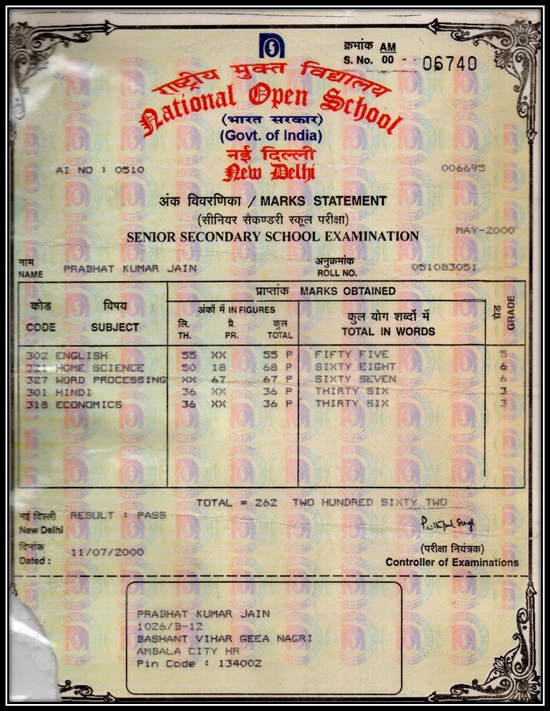 क्रमांक AM
S. No. 00 06740
राष्ट्रीय मुक्त विद्यालय
National Open School
(भारत सरकार)
(Govt. of India)
नई दिल्ली
New Delhi
AI NO : 0510 006695
अंक विवरणिका / MARKS STATEMENT
(सीनियर सैकण्डरी स्कूल परीक्षा)
SENIOR SECONDARY SCHOOL EXAMINATION MAY-2000
नाम अनुक्रमांक
NAME PRABHAT KUMAR JAIN ROLL NO. 051083051
प्राप्तांक MARKS OBTAINED
कोड विषय अंकों में IN FIGURES कुल योग शब्दों में ग्रेड
CODE SUBJECT लि. प्रै. कुल TOTAL IN WORDS GRADE
TH. PR. TOTAL
302 ENGLISH 55 XX 55 P FIFTY FIVE 5
321 HOME SCIENCE 50 18 68 P SIXTY EIGHT 6
327 WORD PROCESSING XX 67 67 P SIXTY SEVEN 6
301 HINDI 36 XX 36 P THIRTY SIX 3
318 ECONOMICS 36 XX 36 P THIRTY SIX 3
TOTAL = 262 TWO HUNDRED SIXTY TWO
नई दिल्ली RESULT : PASS
New Delhi
दिनांक (परीक्षा नियंत्रक)
Dated : 11/07/2000 Controller of Examinations
PRABHAT KUMAR JAIN
1026/B-12
BASHANT VIHAR GEEA NAGRI
AMBALA CITY HR
Pin Code : 134002